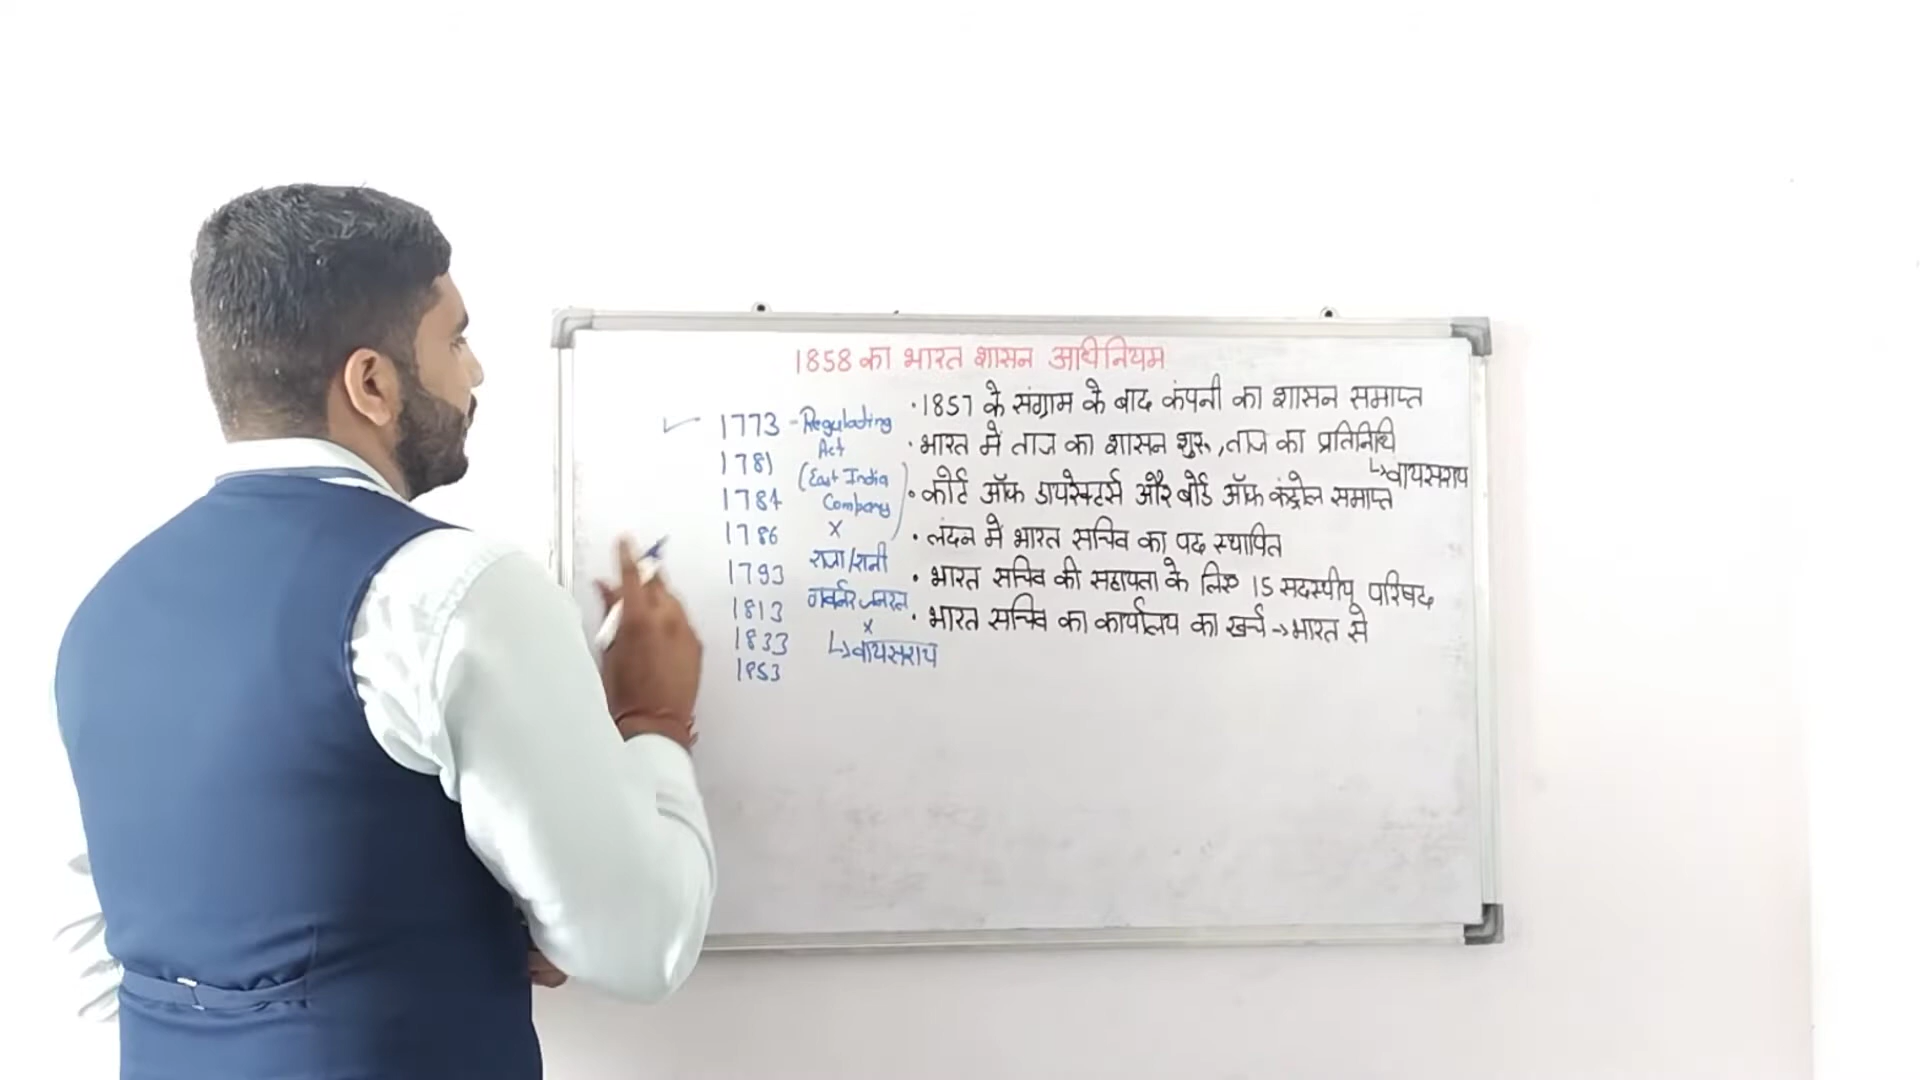 1858 का भारत शासन अधिनियम
1773 - Regulating
Act
1781
(East India
1784
Company)
1786
X
राजा/रानी
1793
गवर्नर जनरल
1813
x
1833
↳वायसराय
1853
· 1857 के संग्राम के बाद कंपनी का शासन समाप्त
· भारत में ताज का शासन शुरू, ताज का प्रतिनिधि
↳वायसराय
· कोर्ट ऑफ डायरेक्टर्स और बोर्ड ऑफ कंट्रोल समाप्त
· लंदन में भारत सचिव का पद स्थापित
· भारत सचिव की सहायता के लिए 15 सदस्यीय परिषद
· भारत सचिव का कार्यालय का खर्च → भारत से